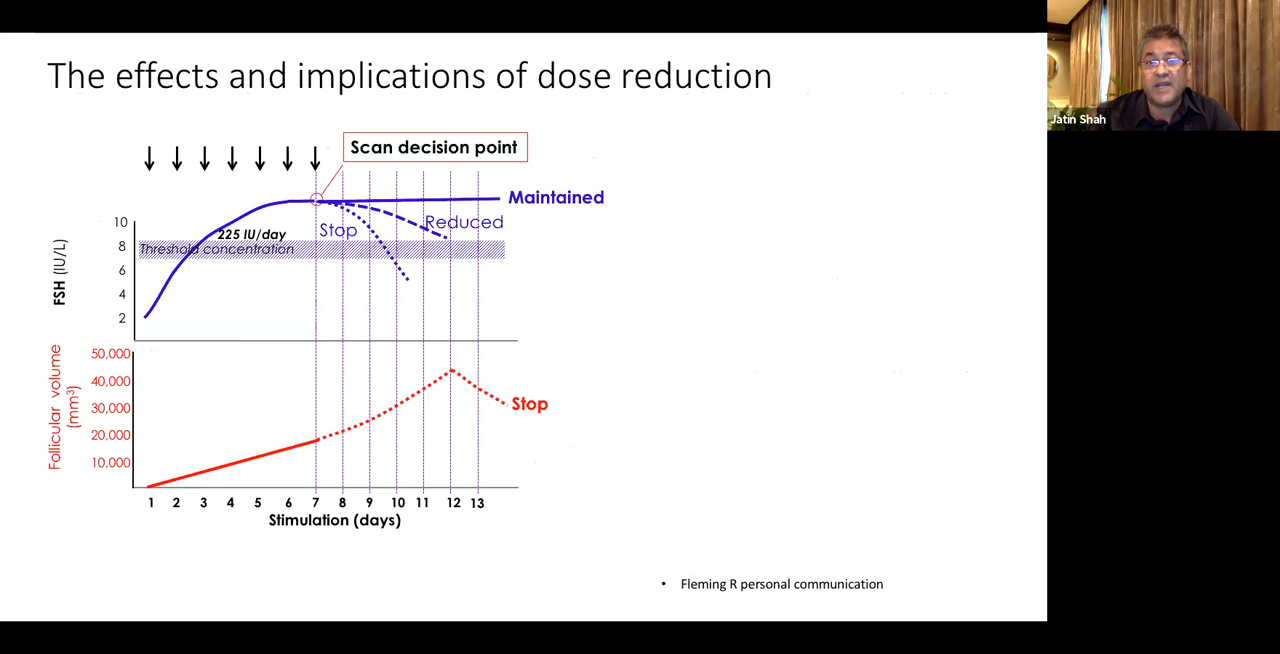 The effects and implications of dose reduction
Jatin Shah
Scan decision point
Maintained
Reduced
Stop
225 IU/day
Threshold concentration
FSH (IU/L)
10
8
6
4
2
Follicular volume
(mm³)
50,000
40,000
30,000
20,000
10.000
Stop
1 2 3 4 5 6 7 8 9 10 11 12 13
Stimulation (days)
• Fleming R personal communication